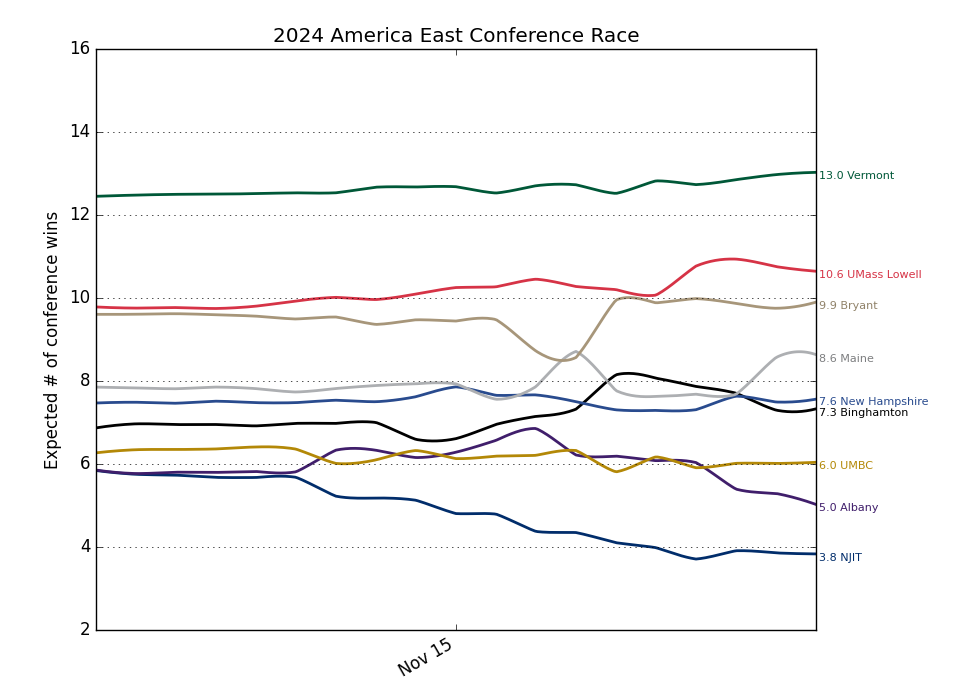 2024 America East Conference Race
Expected # of conference wins
16
14
12
10
8
6
4
2
Nov 15
13.0 Vermont
10.6 UMass Lowell
9.9 Bryant
8.6 Maine
7.6 New Hampshire
7.3 Binghamton
6.0 UMBC
5.0 Albany
3.8 NJIT